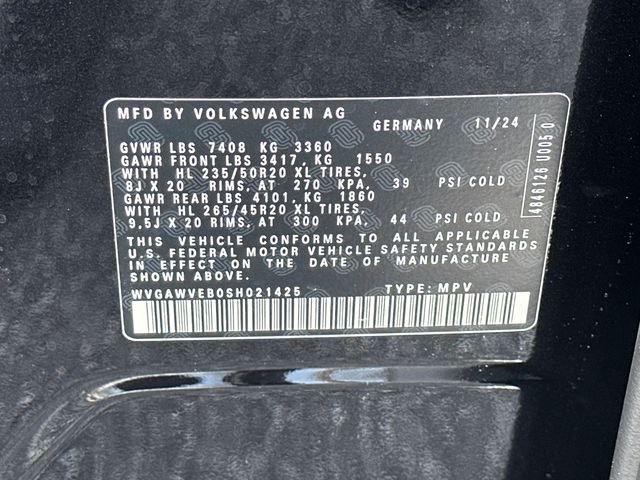 MFD BY VOLKSWAGEN AG
GERMANY 11/24
GVWR LBS 7408 KG 3360
GAWR FRONT LBS 3417, KG 1550
WITH HL 235/50R20 XL TIRES,
8J X 20 RIMS, AT 270 KPA, 39 PSI COLD
GAWR REAR LBS 4101, KG 1860
WITH HL 265/45R20 XL TIRES,
9,5J X 20 RIMS, AT 300 KPA, 44 PSI COLD
THIS VEHICLE CONFORMS TO ALL APPLICABLE
U.S. FEDERAL MOTOR VEHICLE SAFETY STANDARDS
IN EFFECT ON THE DATE OF MANUFACTURE
SHOWN ABOVE.
WVGAWVEB0SH021425 TYPE: MPV
4846126 U005.0